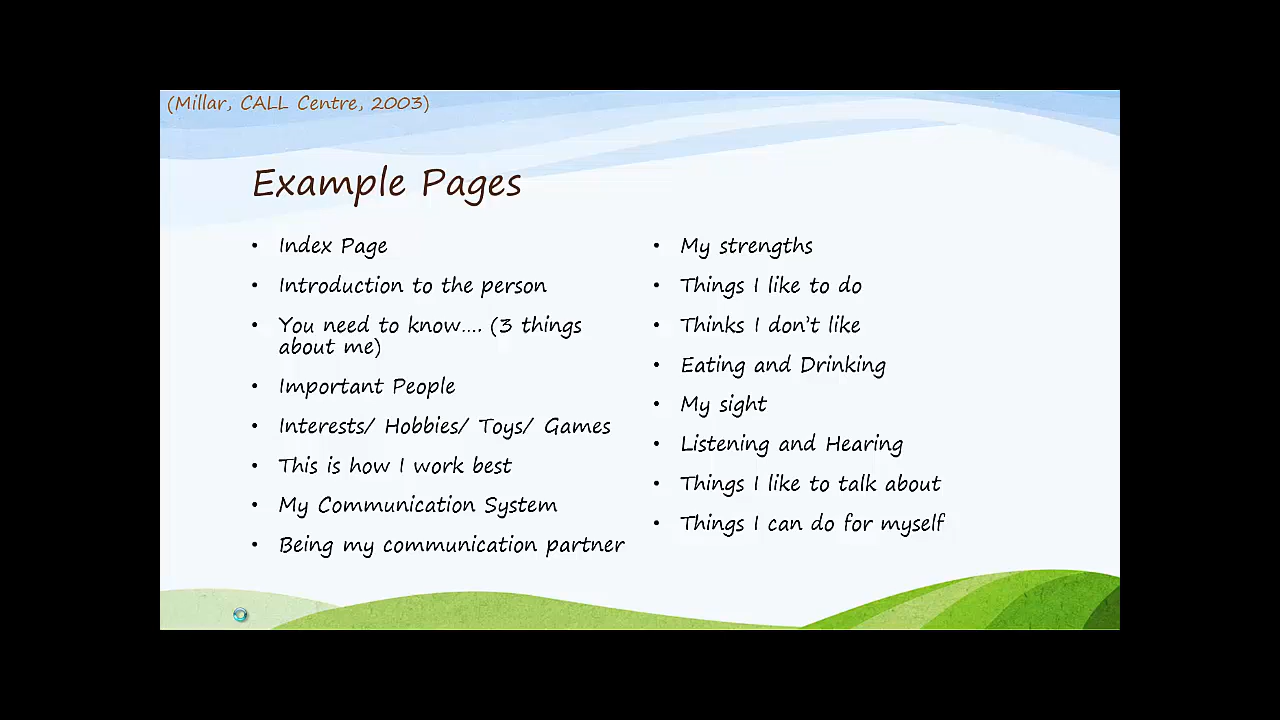 (Millar, CALL Centre, 2003)
Example Pages
• Index Page
• Introduction to the person
• You need to know.... (3 things
about me)
• Important People
• Interests/ Hobbies/ Toys/ Games
• This is how I work best
• My Communication System
• Being my communication partner
• My strengths
• Things I like to do
• Thinks I don't like
• Eating and Drinking
• My sight
• Listening and Hearing
• Things I like to talk about
• Things I can do for myself